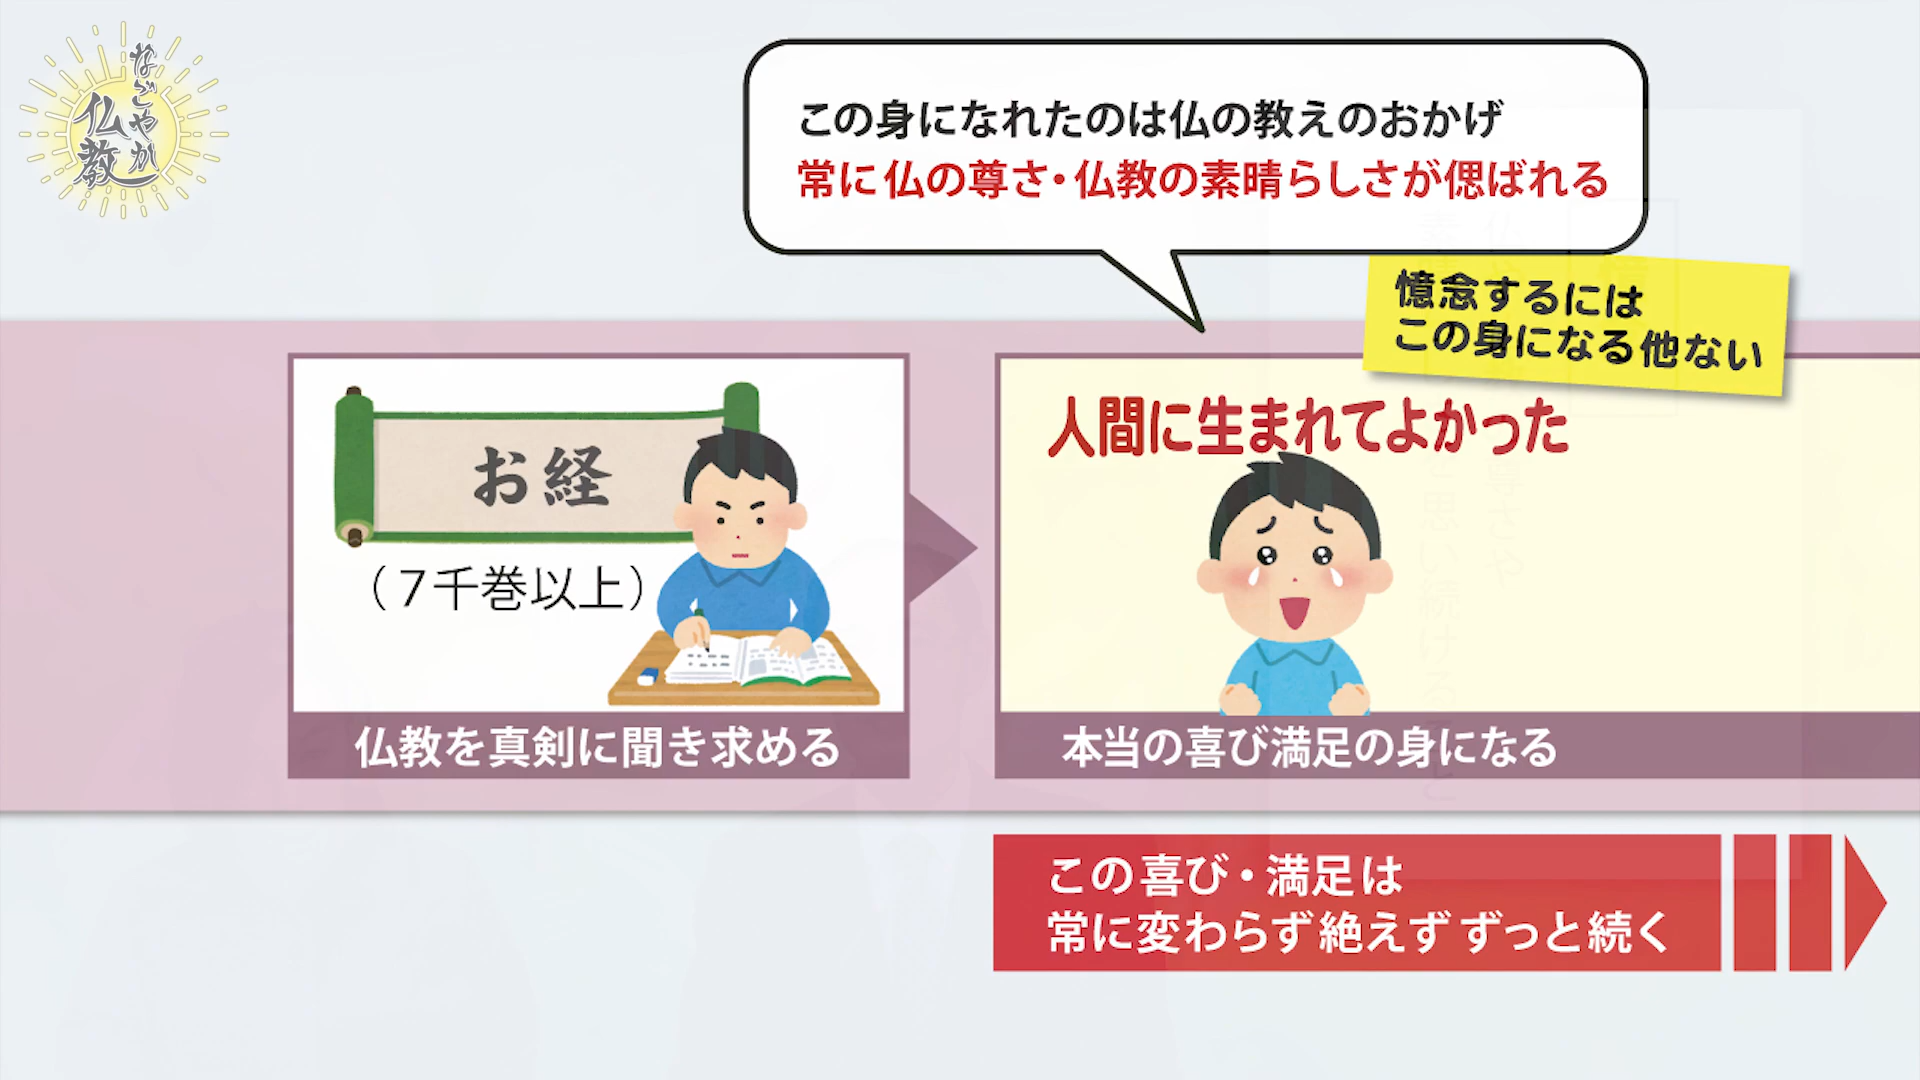 なごやか
仏教
この身になれたのは仏の教えのおかげ
常に仏の尊さ・仏教の素晴らしさが偲ばれる
憶念するには
この身になる他ない
お経
（7千巻以上）
仏教を真剣に聞き求める
人間に生まれてよかった
本当の喜び満足の身になる
この喜び・満足は
常に変わらず絶えずずっと続く